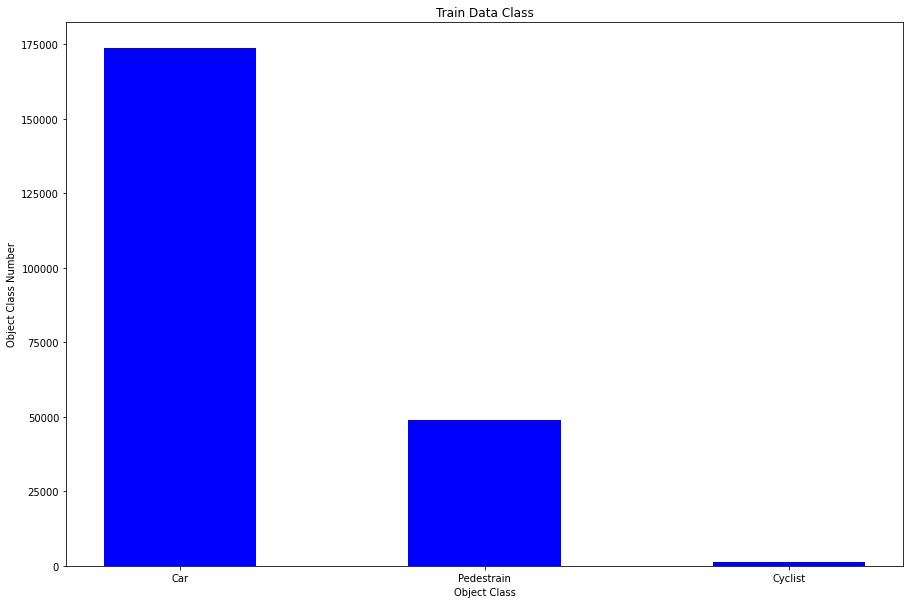 Train Data Class
Object Class Number
175000
150000
125000
100000
75000
50000
25000
0
Car
Pedestrain
Cyclist
Object Class